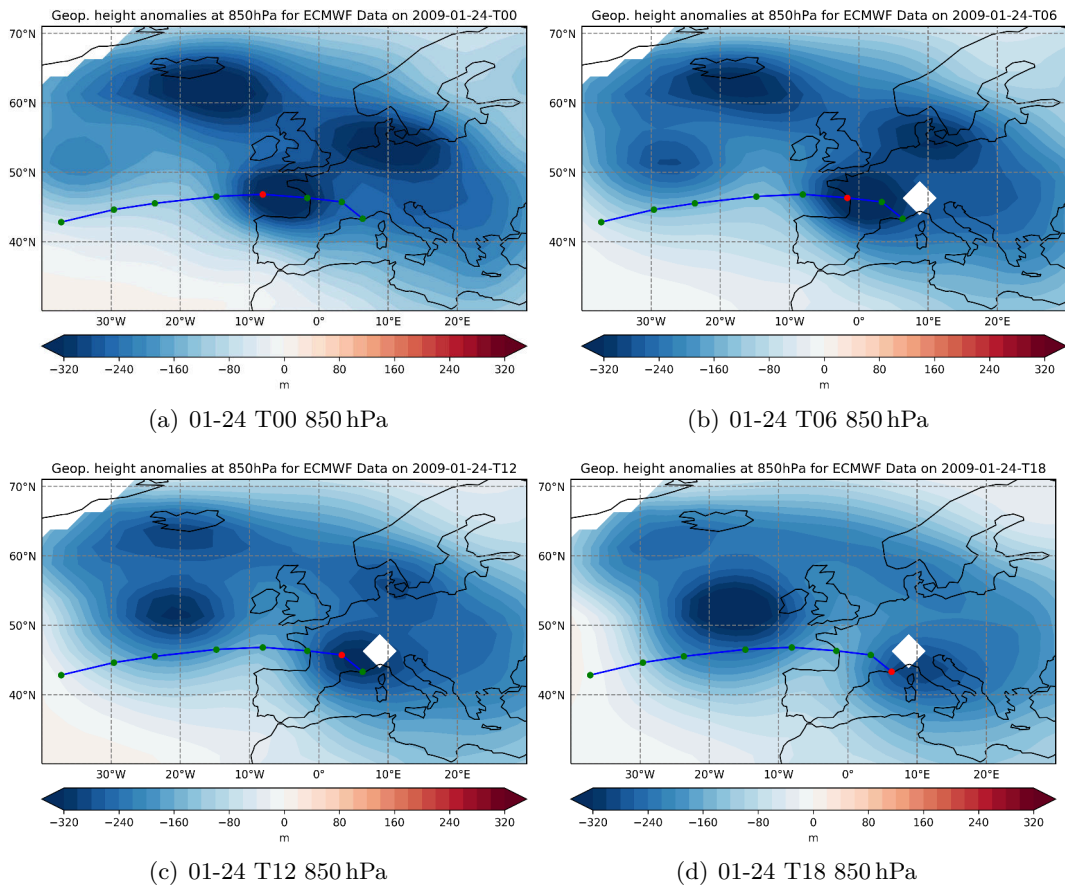 Geop. height anomalies at 850hPa for ECMWF Data on 2009-01-24-T00
70°N
60°N
50°N
40°N
30°W 20°W 10°W 0° 10°E 20°E
−320 −240 −160 −80 0 80 160 240 320
m
(a) 01-24 T00 850 hPa
Geop. height anomalies at 850hPa for ECMWF Data on 2009-01-24-T06
70°N
60°N
50°N
40°N
30°W 20°W 10°W 0° 10°E 20°E
−320 −240 −160 −80 0 80 160 240 320
m
(b) 01-24 T06 850 hPa
Geop. height anomalies at 850hPa for ECMWF Data on 2009-01-24-T12
70°N
60°N
50°N
40°N
30°W 20°W 10°W 0° 10°E 20°E
−320 −240 −160 −80 0 80 160 240 320
m
(c) 01-24 T12 850 hPa
Geop. height anomalies at 850hPa for ECMWF Data on 2009-01-24-T18
70°N
60°N
50°N
40°N
30°W 20°W 10°W 0° 10°E 20°E
−320 −240 −160 −80 0 80 160 240 320
m
(d) 01-24 T18 850 hPa